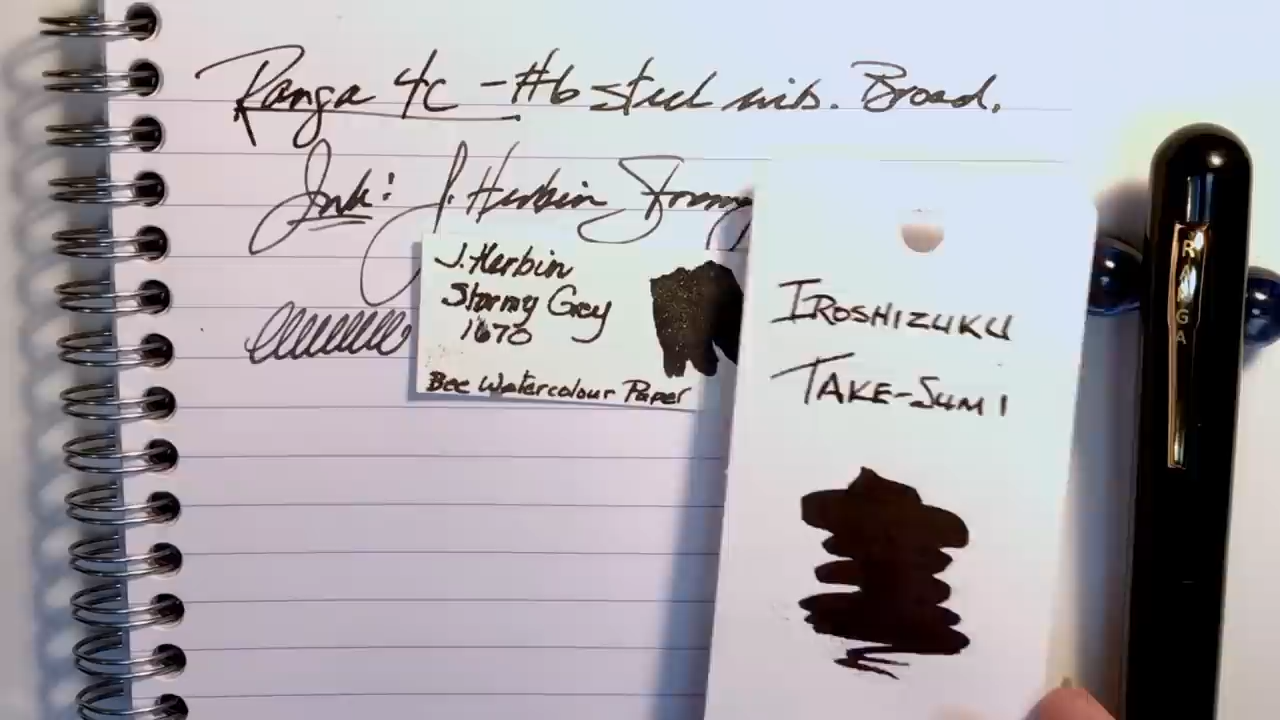 Ranga 4c - #6 steel nib. Broad.
Ink: J. Herbin Stormy
J. Herbin
Stormy Grey
1670
Bee Watercolour Paper
IROSHIZUKU
TAKE-SUMI
RANGA